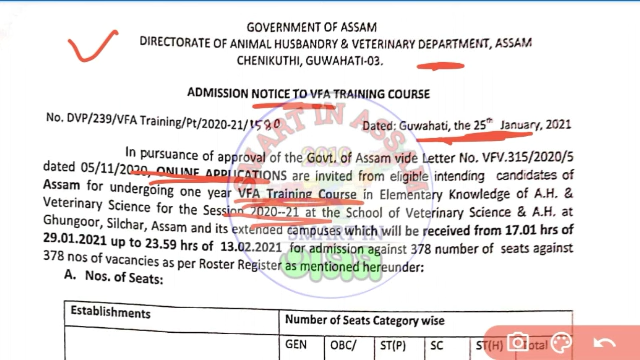 GOVERNMENT OF ASSAM
DIRECTORATE OF ANIMAL HUSBANDRY & VETERINARY DEPARTMENT, ASSAM
CHENIKUTHI, GUWAHATI-03.
ADMISSION NOTICE TO VFA TRAINING COURSE
No. DVP/239/VFA Training/Pt/2020-21/1580
Dated: Guwahati, the 25th January, 2021
In pursuance of approval of the Govt. of Assam vide Letter No. VFV.315/2020/5
dated 05/11/2020, ONLINE APPLICATIONS are invited from eligible intending candidates of
Assam for undergoing one year VFA Training Course in Elementary Knowledge of A.H. &
Veterinary Science for the Session 2020--21 at the School of Veterinary Science & A.H. at
Ghungoor, Silchar, Assam and its extended campuses which will be received from 17.01 hrs of
29.01.2021 up to 23.59 hrs of 13.02.2021 for admission against 378 number of seats against
378 nos of vacancies as per Roster Register as mentioned hereunder:
A. Nos. of Seats:
Establishments
Number of Seats Category wise
GEN OBC/ ST(P) SC ST(H) Total
SMART IN ASSAM
SMART IN